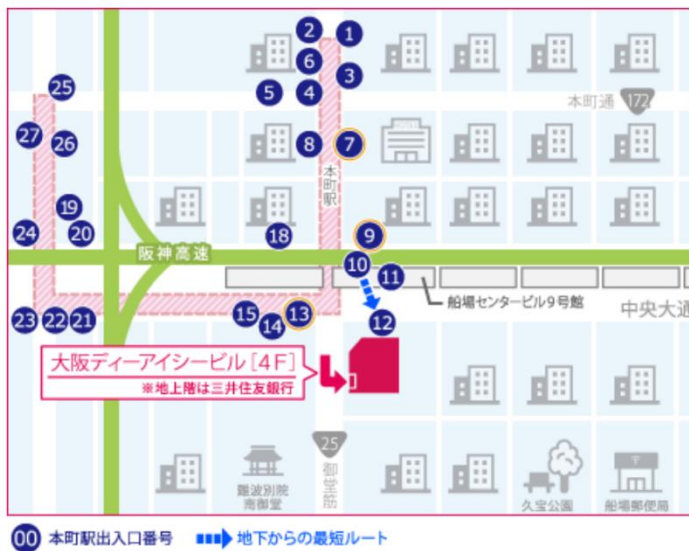 2
1
6
3
5
4
25
本町通
172
27
26
8
7
本町駅
19
24
20
18
9
阪神高速
10
11
船場センタービル9号館
中央大通
23
22
21
15
14
13
12
大阪ディーアイシービル[4F]
※地上階は三井住友銀行
25
御堂筋
難波別院
南御堂
久宝公園
船場郵便局
00 本町駅出入口番号
地下からの最短ルート